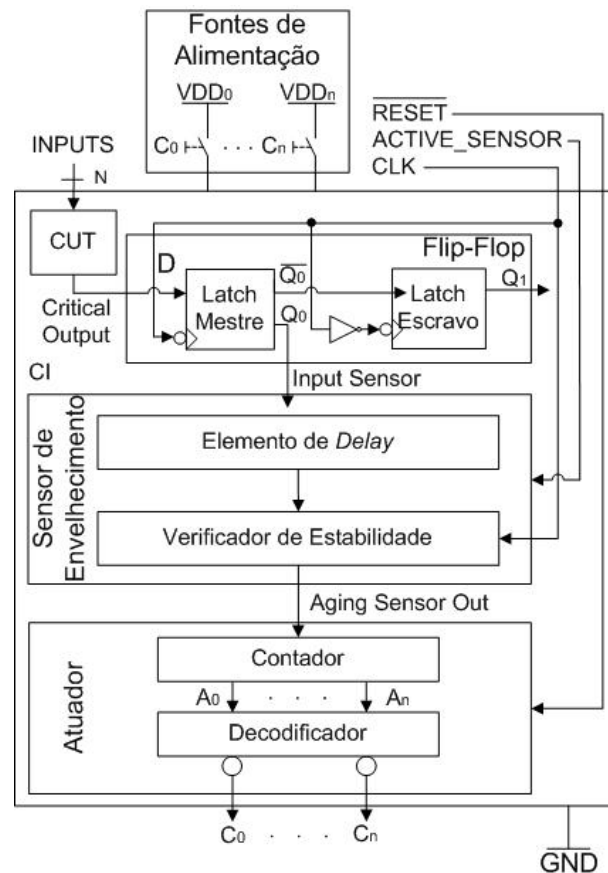 Fontes de
Alimentação
VDD0 VDDn
C0 · · · Cn
RESET
ACTIVE_SENSOR
CLK
INPUTS
N
CUT
Critical
Output
CI
D
Flip-Flop
Latch
Mestre
Q0
Q0
Latch
Escravo
Q1
Input Sensor
Sensor de
Envelhecimento
Elemento de Delay
Verificador de Estabilidade
Aging Sensor Out
Atuador
Contador
A0 · · · An
Decodificador
C0 · · · Cn
GND